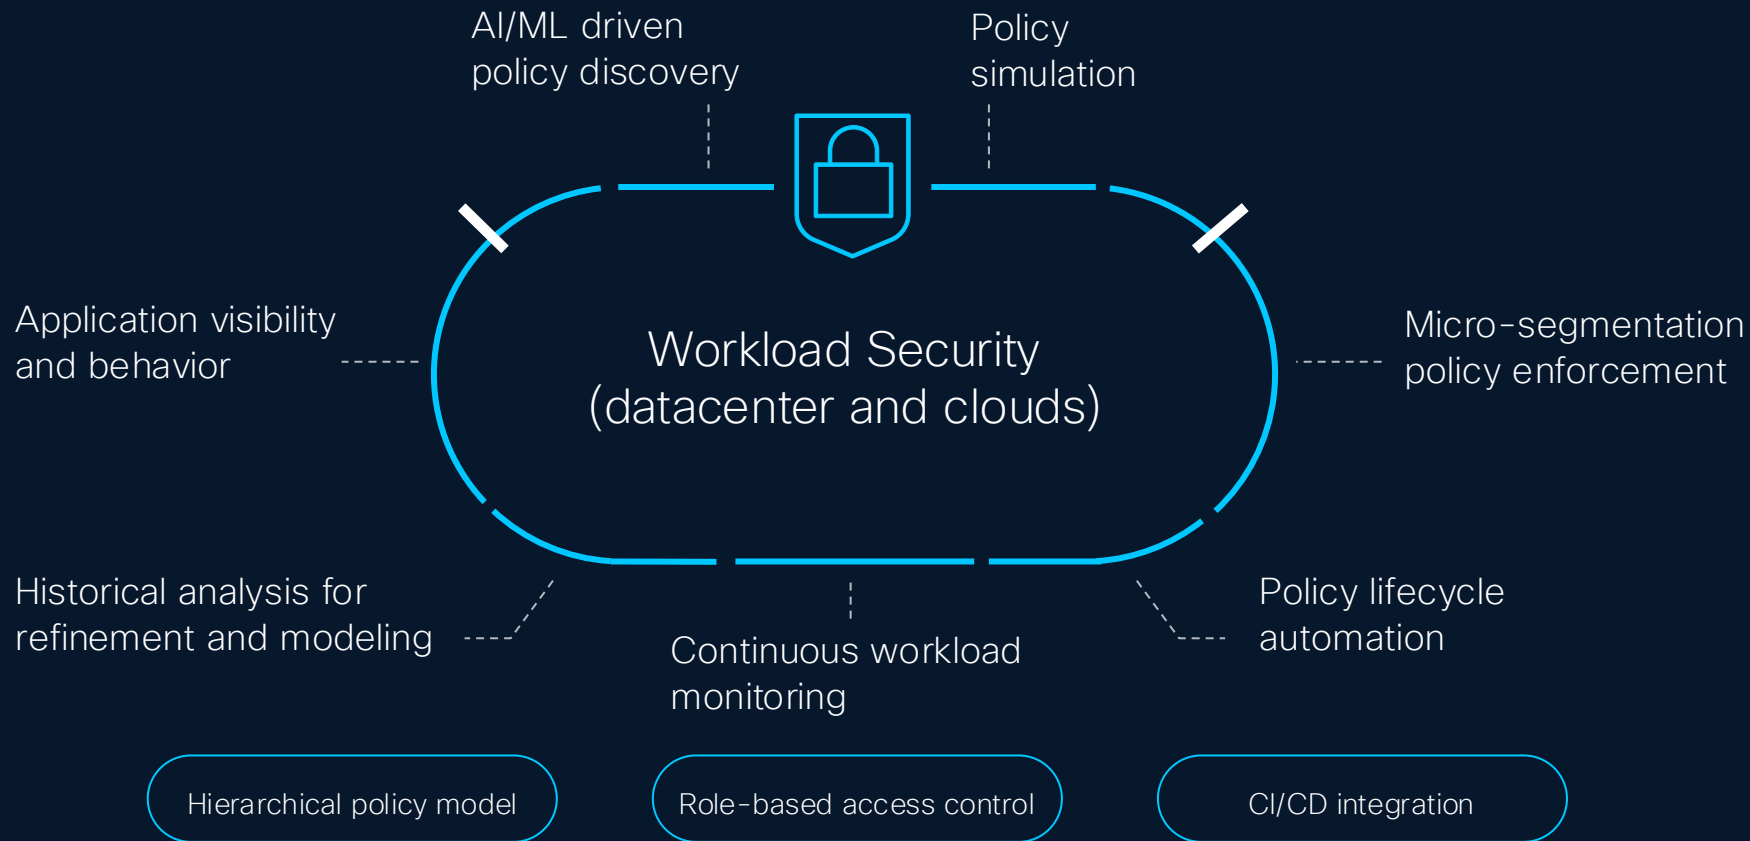 AI/ML driven
policy discovery
Policy
simulation
Application visibility
and behavior
Workload Security
(datacenter and clouds)
Micro-segmentation
policy enforcement
Historical analysis for
refinement and modeling
Continuous workload
monitoring
Policy lifecycle
automation
Hierarchical policy model
Role-based access control
CI/CD integration